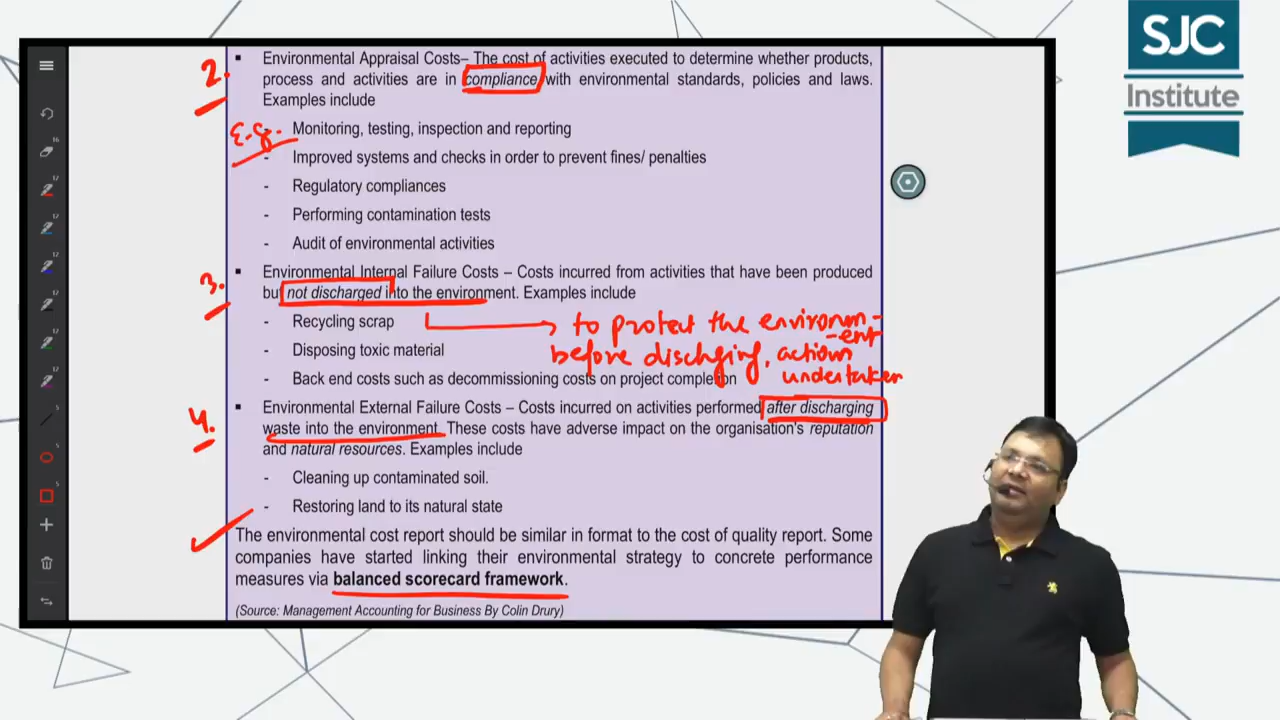 SJC
Institute
2.
▪ Environmental Appraisal Costs– The cost of activities executed to determine whether products,
process and activities are in compliance with environmental standards, policies and laws.
Examples include
E.g.
Monitoring, testing, inspection and reporting
- Improved systems and checks in order to prevent fines/ penalties
- Regulatory compliances
- Performing contamination tests
- Audit of environmental activities
3.
▪ Environmental Internal Failure Costs – Costs incurred from activities that have been produced
but not discharged into the environment. Examples include
- Recycling scrap
to protect the environm-
-ent
- Disposing toxic material
before dischging, actions
undertaken
- Back end costs such as decommissioning costs on project completion
4.
▪ Environmental External Failure Costs – Costs incurred on activities performed after discharging
waste into the environment. These costs have adverse impact on the organisation's reputation
and natural resources. Examples include
- Cleaning up contaminated soil.
- Restoring land to its natural state
The environmental cost report should be similar in format to the cost of quality report. Some
companies have started linking their environmental strategy to concrete performance
measures via balanced scorecard framework.
(Source: Management Accounting for Business By Colin Drury)